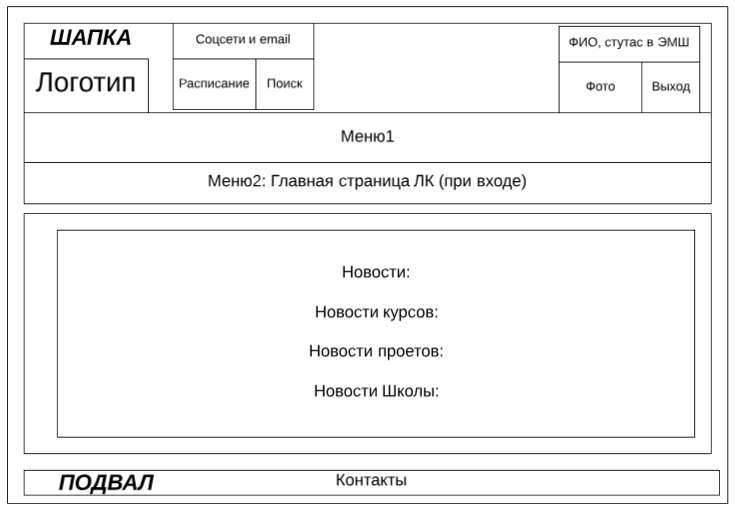 ШАПКА
Соцсети и email
ФИО, стутас в ЭМШ
Логотип
Расписание
Поиск
Фото
Выход
Меню1
Меню2: Главная страница ЛК (при входе)
Новости:
Новости курсов:
Новости проетов:
Новости Школы:
ПОДВАЛ
Контакты